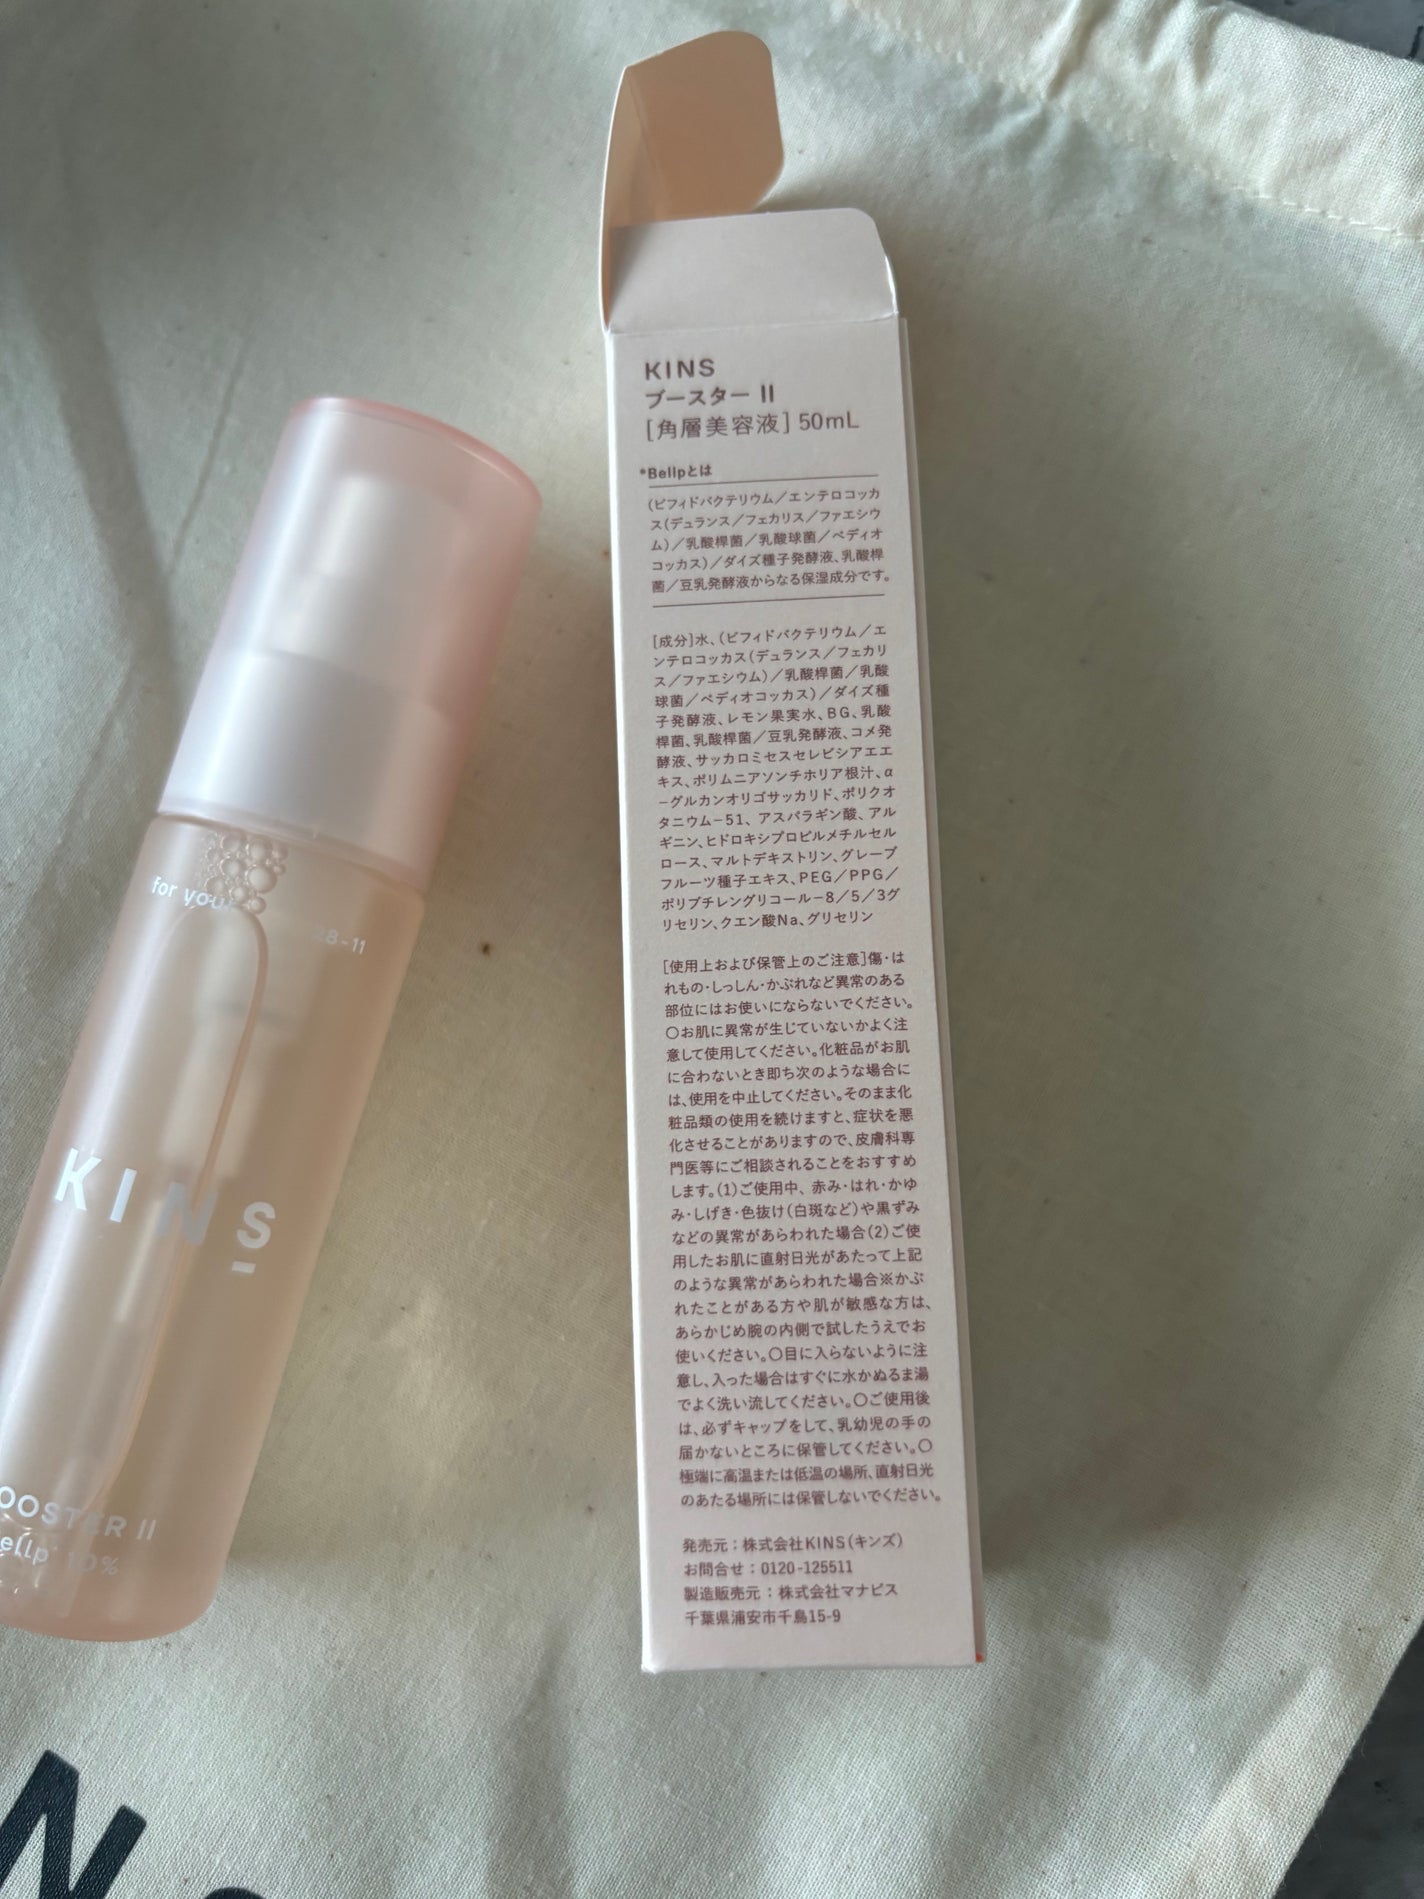 KINS
ブースター II
[角層美容液] 50mL
*Bellpとは
(ビフィドバクテリウム／エンテロコッカ
ス(デュランス／フェカリス／ファエシウ
ム)／乳酸桿菌／乳酸球菌／ペディオ
コッカス)／ダイズ種子発酵液、乳酸桿
菌／豆乳発酵液からなる保湿成分です。
[成分]水、(ビフィドバクテリウム／エ
ンテロコッカス(デュランス／フェカリ
ス／ファエシウム)／乳酸桿菌／乳酸
球菌／ペディオコッカス)／ダイズ種
子発酵液、レモン果実水、BG、乳酸
桿菌、乳酸桿菌／豆乳発酵液、コメ発
酵液、サッカロミセスセレビシアエエ
キス、ポリムニアソンチホリア根汁、α
-グルカンオリゴサッカリド、ポリクオ
タニウム-51、アスパラギン酸、アル
ギニン、ヒドロキシプロピルメチルセル
ロース、マルトデキストリン、グレープ
フルーツ種子エキス、PEG／PPG／
ポリブチレングリコール-8／5／3グ
リセリン、クエン酸Na、グリセリン
[使用上および保管上のご注意]傷・は
れもの・しっしん・かぶれなど異常のある
部位にはお使いにならないでください。
○お肌に異常が生じていないかよく注
意して使用してください。化粧品がお肌
に合わないとき即ち次のような場合に
は、使用を中止してください。そのまま化
粧品類の使用を続けますと、症状を悪
化させることがありますので、皮膚科専
門医等にご相談されることをおすすめ
します。(1)ご使用中、赤み・はれ・かゆ
み・しげき・色抜け(白斑など)や黒ずみ
などの異常があらわれた場合(2)ご使
用したお肌に直射日光があたって上記
のような異常があらわれた場合※かぶ
れたことがある方や肌が敏感な方は、
あらかじめ腕の内側で試したうえでお
使いください。○目に入らないように注
意し、入った場合はすぐに水かぬるま湯
でよく洗い流してください。○ご使用後
は、必ずキャップをして、乳幼児の手の
届かないところに保管してください。○
極端に高温または低温の場所、直射日光
のあたる場所には保管しないでください。
発売元：株式会社KINS(キンズ)
お問合せ：0120-125511
製造販売元：株式会社マナビス
千葉県浦安市千鳥15-9
for your
28-11
KINS
OOSTER II
ellp* 10%